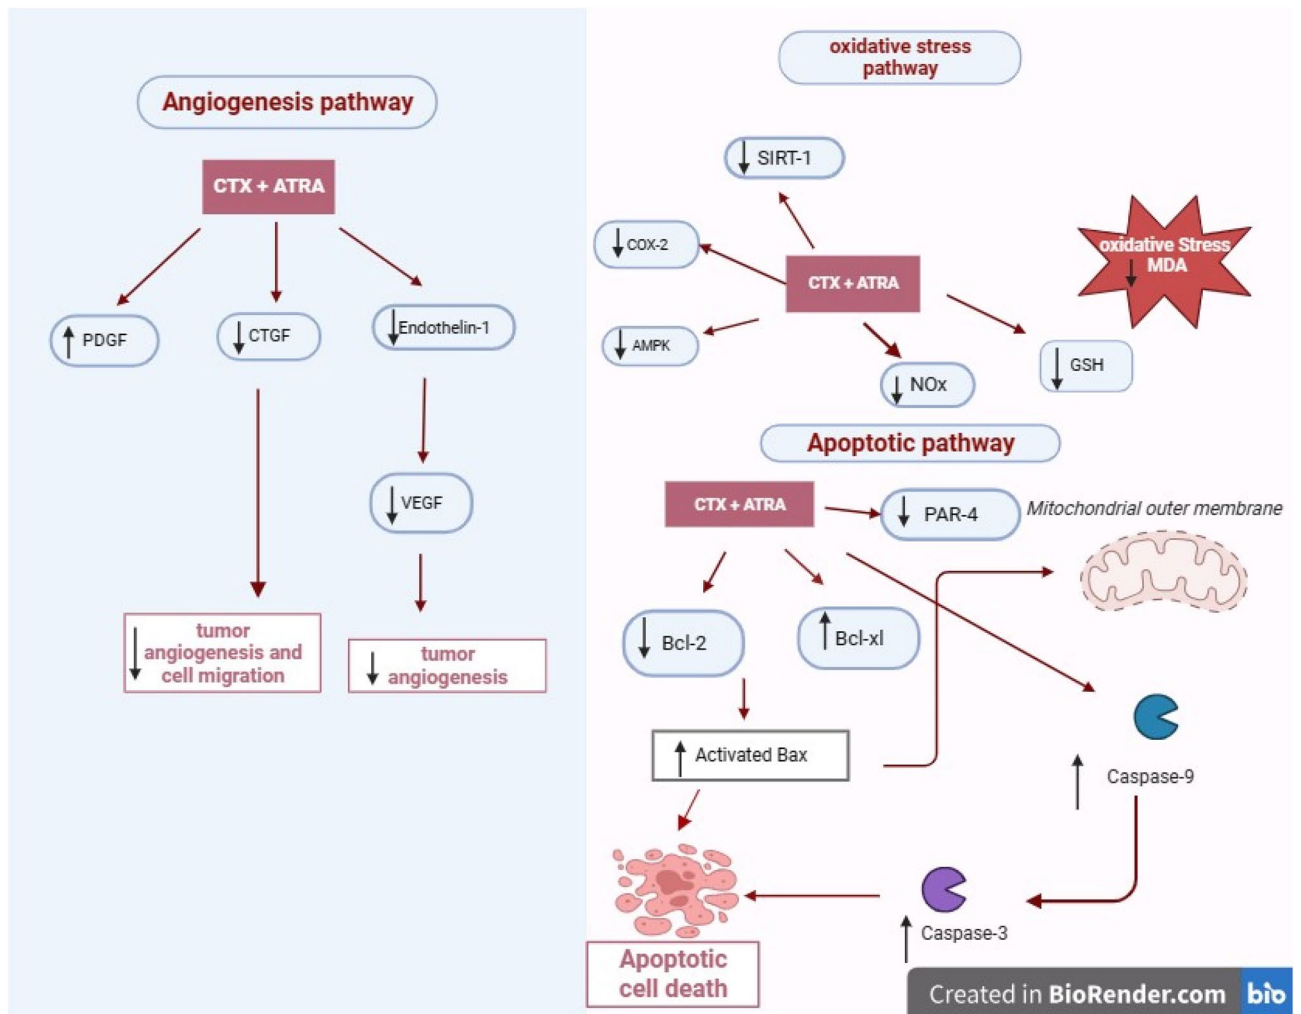 Angiogenesis pathway
CTX + ATRA
PDGF
CTGF
Endothelin-1
VEGF
tumor
angiogenesis and
cell migration
tumor
angiogenesis
oxidative stress
pathway
SIRT-1
COX-2
CTX + ATRA
oxidative Stress
MDA
AMPK
NOx
GSH
Apoptotic pathway
CTX + ATRA
PAR-4
Mitochondrial outer membrane
Bcl-2
Bcl-xl
Activated Bax
Caspase-9
Caspase-3
Apoptotic
cell death
Created in BioRender.com bio